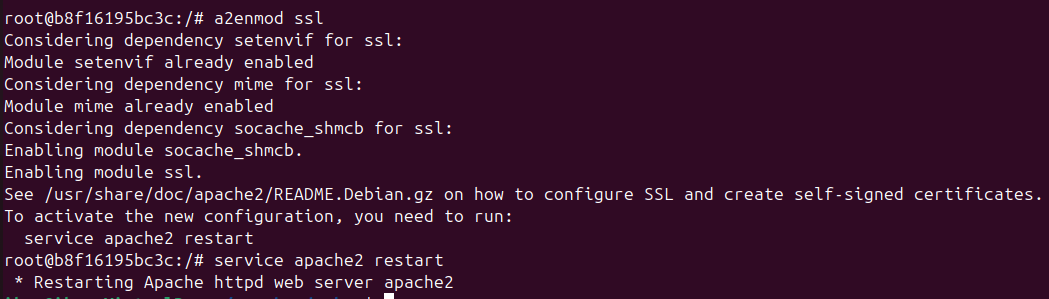 root@b8f16195bc3c:/# a2enmod ssl
Considering dependency setenvif for ssl:
Module setenvif already enabled
Considering dependency mime for ssl:
Module mime already enabled
Considering dependency socache_shmcb for ssl:
Enabling module socache_shmcb.
Enabling module ssl.
See /usr/share/doc/apache2/README.Debian.gz on how to configure SSL and create self-signed certificates.
To activate the new configuration, you need to run:
  service apache2 restart
root@b8f16195bc3c:/# service apache2 restart
 * Restarting Apache httpd web server apache2